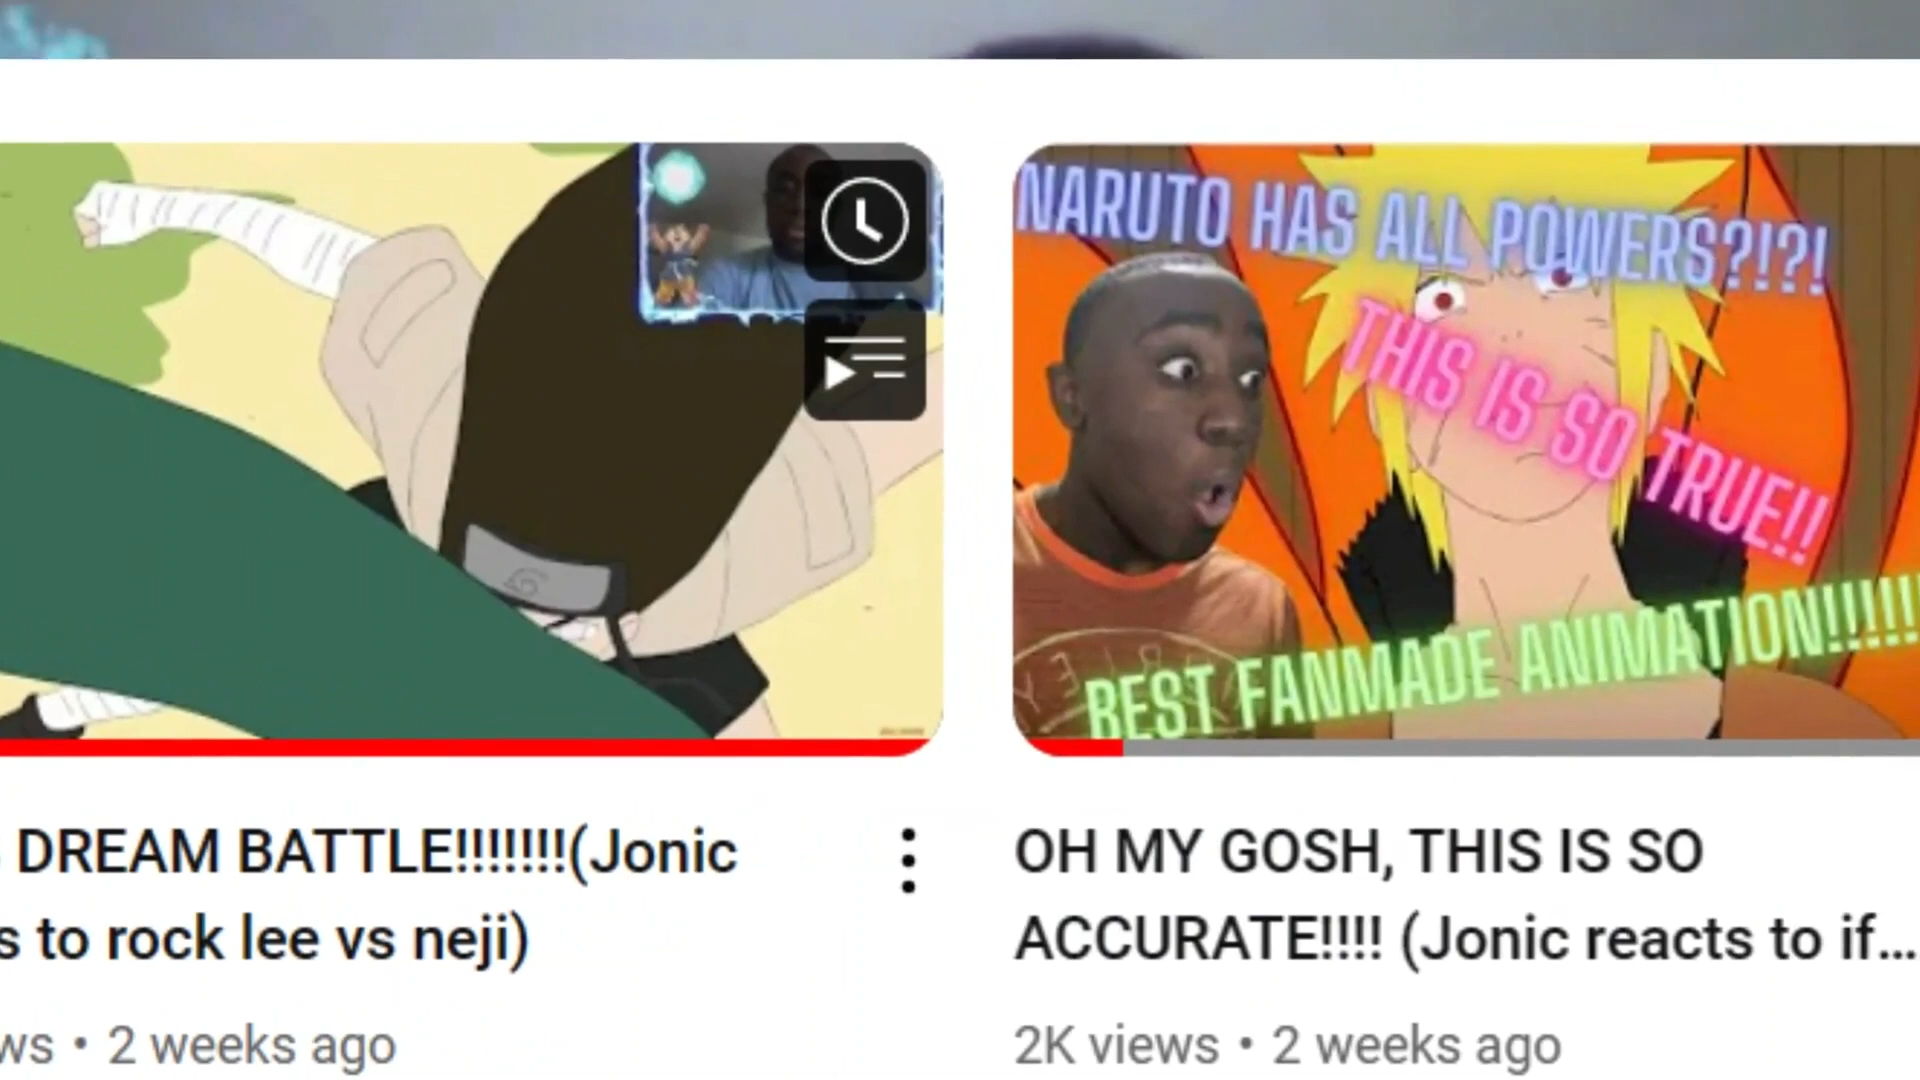 NARUTO HAS ALL POWERS?!?!
THIS IS SO TRUE!!
BEST FANMADE ANIMATION!!!!!!
DREAM BATTLE!!!!!!!(Jonic
s to rock lee vs neji)
ws • 2 weeks ago
OH MY GOSH, THIS IS SO
ACCURATE!!!! (Jonic reacts to if...
2K views • 2 weeks ago